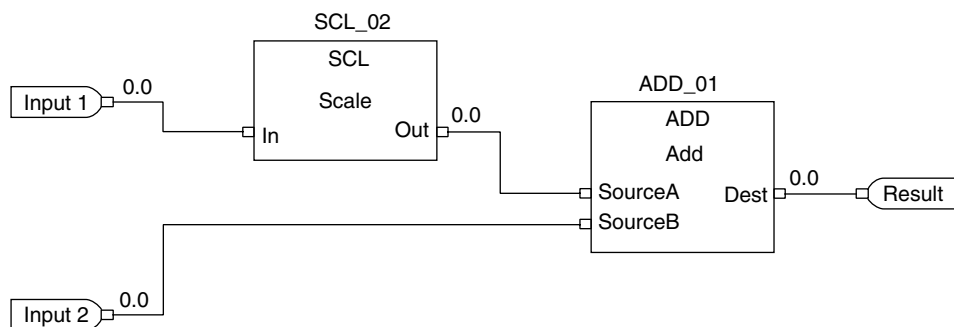 SCL_02
SCL
Scale
Input 1
0.0
In
Out
0.0
ADD_01
ADD
Add
SourceA
SourceB
Dest
0.0
Result
Input 2
0.0